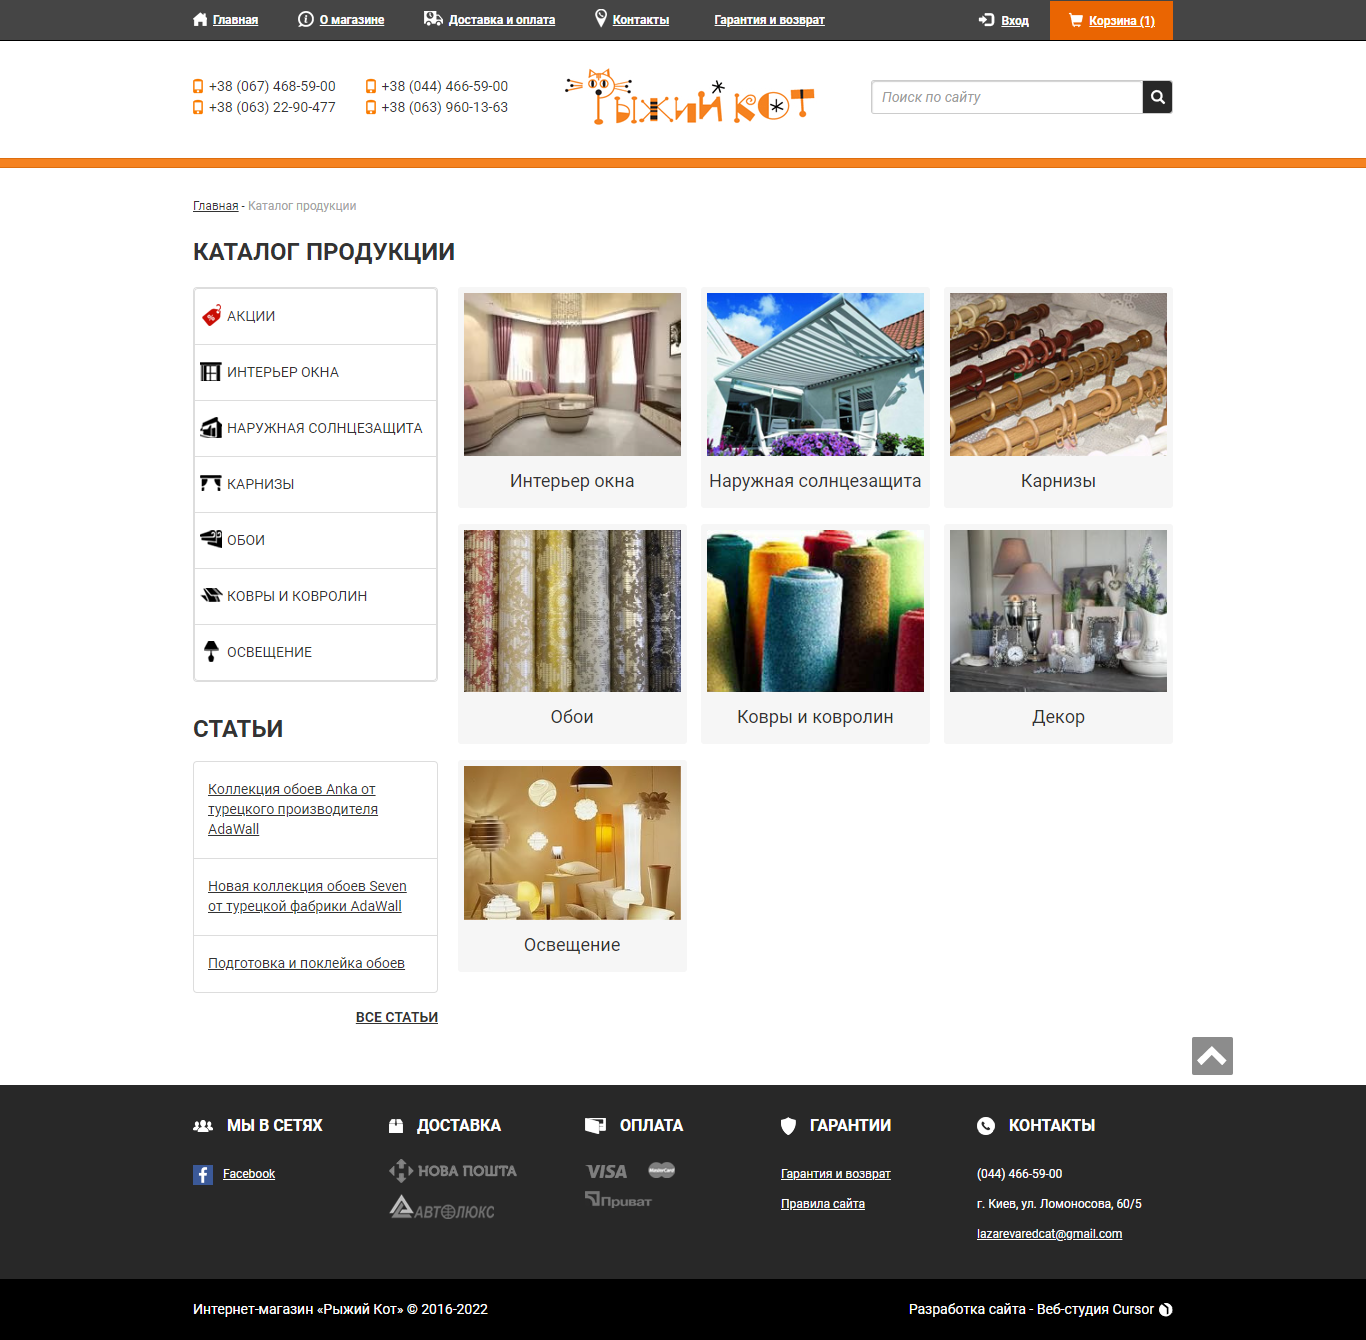 Главная
О магазине
Доставка и оплата
Контакты
Гарантия и возврат
Вход
Корзина (1)
+38 (067) 468-59-00
+38 (044) 466-59-00
+38 (063) 22-90-477
+38 (063) 960-13-63
РЫЖИЙ КОТ
Поиск по сайту
Главная - Каталог продукции
КАТАЛОГ ПРОДУКЦИИ
АКЦИИ
ИНТЕРЬЕР ОКНА
НАРУЖНАЯ СОЛНЦЕЗАЩИТА
КАРНИЗЫ
ОБОИ
КОВРЫ И КОВРОЛИН
ОСВЕЩЕНИЕ
Интерьер окна
Наружная солнцезащита
Карнизы
Обои
Ковры и ковролин
Декор
Освещение
СТАТЬИ
Коллекция обоев Anka от
турецкого производителя
AdaWall
Новая коллекция обоев Seven
от турецкой фабрики AdaWall
Подготовка и поклейка обоев
ВСЕ СТАТЬИ
МЫ В СЕТЯХ
Facebook
ДОСТАВКА
НОВА ПОШТА
АВТОЛЮКС
ОПЛАТА
VISA
MasterCard
Приват
ГАРАНТИИ
Гарантия и возврат
Правила сайта
КОНТАКТЫ
(044) 466-59-00
г. Киев, ул. Ломоносова, 60/5
lazarevaredcat@gmail.com
Интернет-магазин «Рыжий Кот» © 2016-2022
Разработка сайта - Веб-студия Cursor